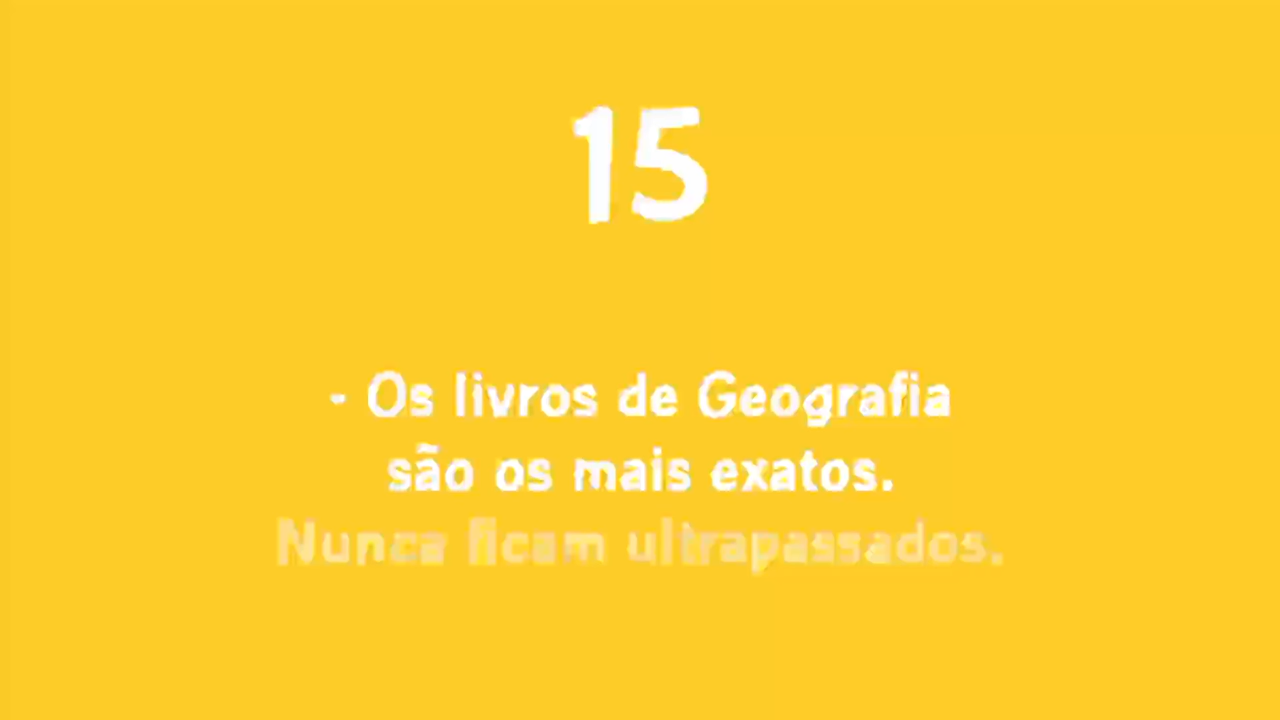 15
- Os livros de Geografia
são os mais exatos.
Nunca ficam ultrapassados.